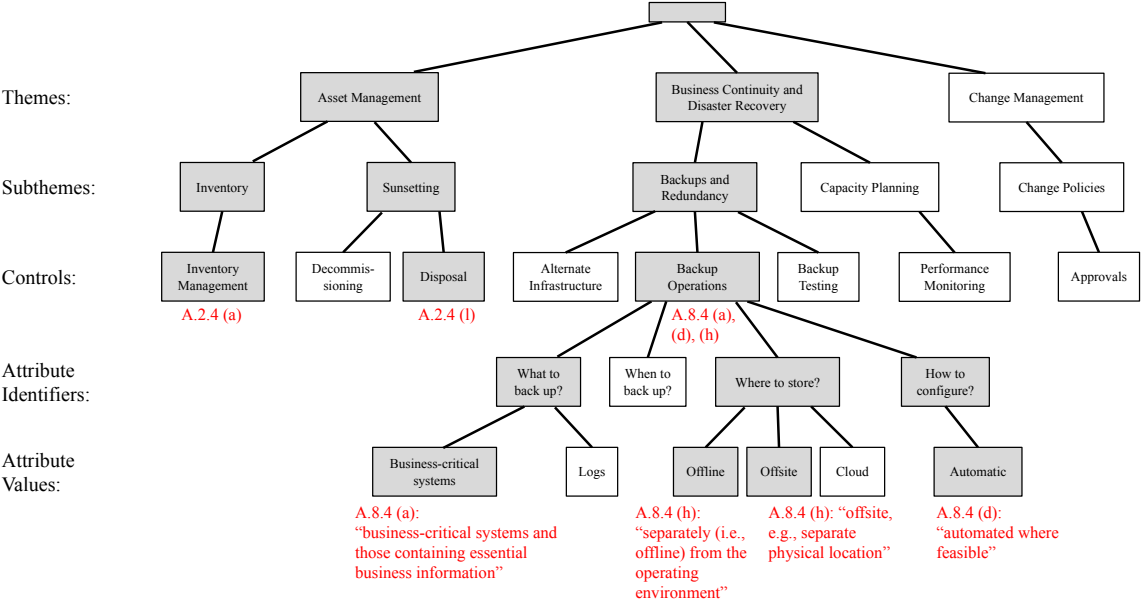 Themes:
Asset Management
Business Continuity and
Disaster Recovery
Change Management
Subthemes:
Inventory
Sunsetting
Backups and
Redundancy
Capacity Planning
Change Policies
Controls:
Inventory
Management
Decommis-
sioning
Disposal
Alternate
Infrastructure
Backup
Operations
Backup
Testing
Performance
Monitoring
Approvals
A.2.4 (a)
A.2.4 (l)
A.8.4 (a),
(d), (h)
Attribute
Identifiers:
What to
back up?
When to
back up?
Where to store?
How to
configure?
Attribute
Values:
Business-critical
systems
Logs
Offline
Offsite
Cloud
Automatic
A.8.4 (a):
“business-critical systems and
those containing essential
business information”
A.8.4 (h):
“separately (i.e.,
offline) from the
operating
environment”
A.8.4 (h): “offsite,
e.g., separate
physical location”
A.8.4 (d):
“automated where
feasible”